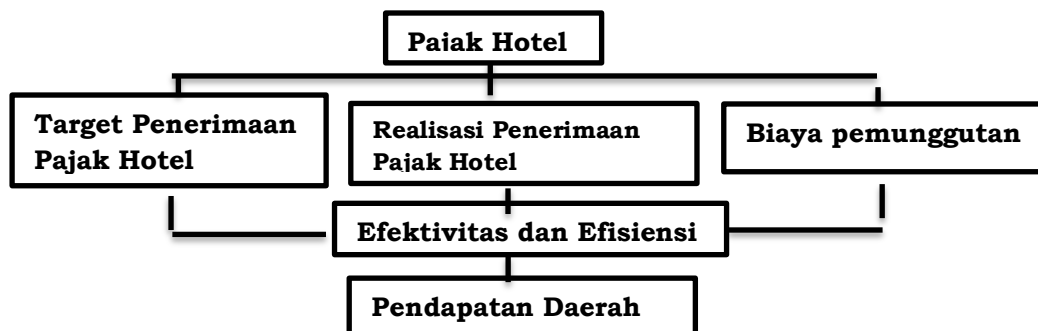 Pajak Hotel
Target Penerimaan
Pajak Hotel
Realisasi Penerimaan
Pajak Hotel
Biaya pemunggutan
Efektivitas dan Efisiensi
Pendapatan Daerah